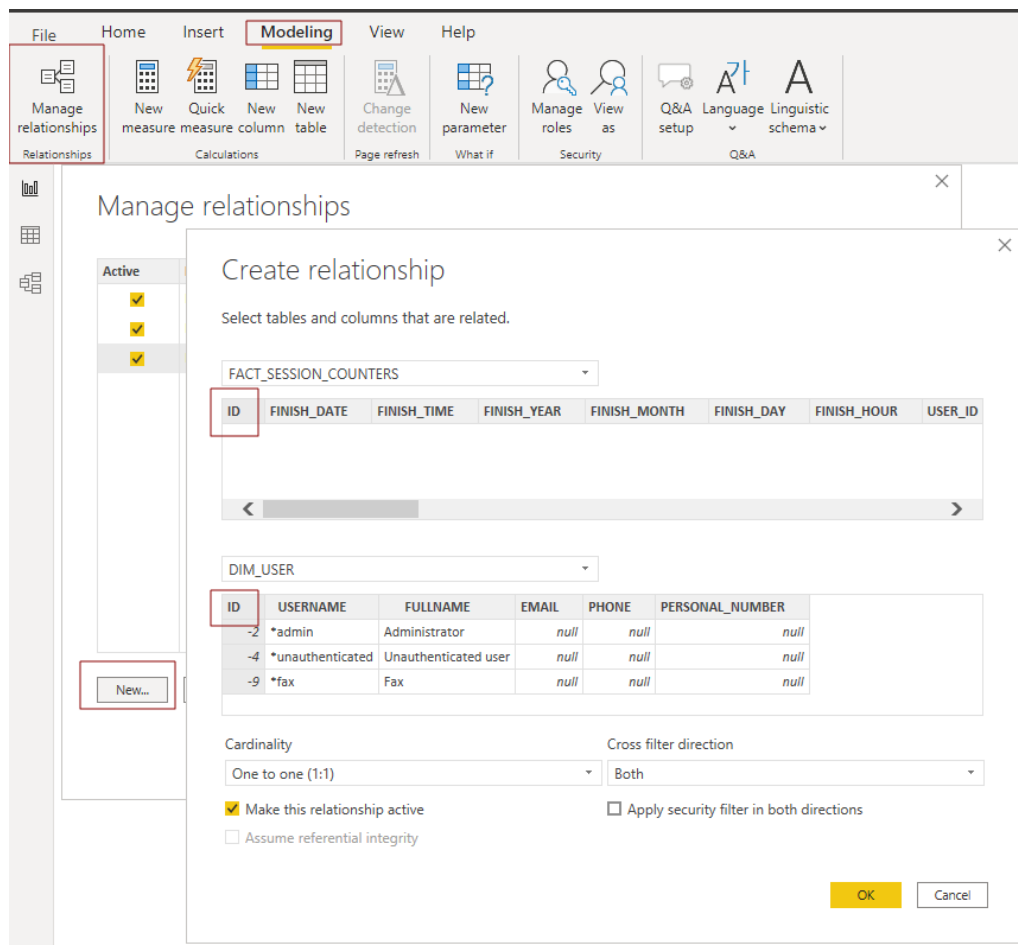 File Home Insert Modeling View Help
Manage relationships
New measure
Quick measure
New column
New table
Change detection
New parameter
Manage roles
View as
Q&A setup
Language
Linguistic schema
Relationships Calculations Page refresh What if Security Q&A
Manage relationships
Active
New...
Create relationship
Select tables and columns that are related.
FACT_SESSION_COUNTERS
ID FINISH_DATE FINISH_TIME FINISH_YEAR FINISH_MONTH FINISH_DAY FINISH_HOUR USER_ID
DIM_USER
ID USERNAME FULLNAME EMAIL PHONE PERSONAL_NUMBER
-2 *admin Administrator null null null
-4 *unauthenticated Unauthenticated user null null null
-9 *fax Fax null null null
Cardinality Cross filter direction
One to one (1:1) Both
Make this relationship active Apply security filter in both directions
Assume referential integrity
OK Cancel